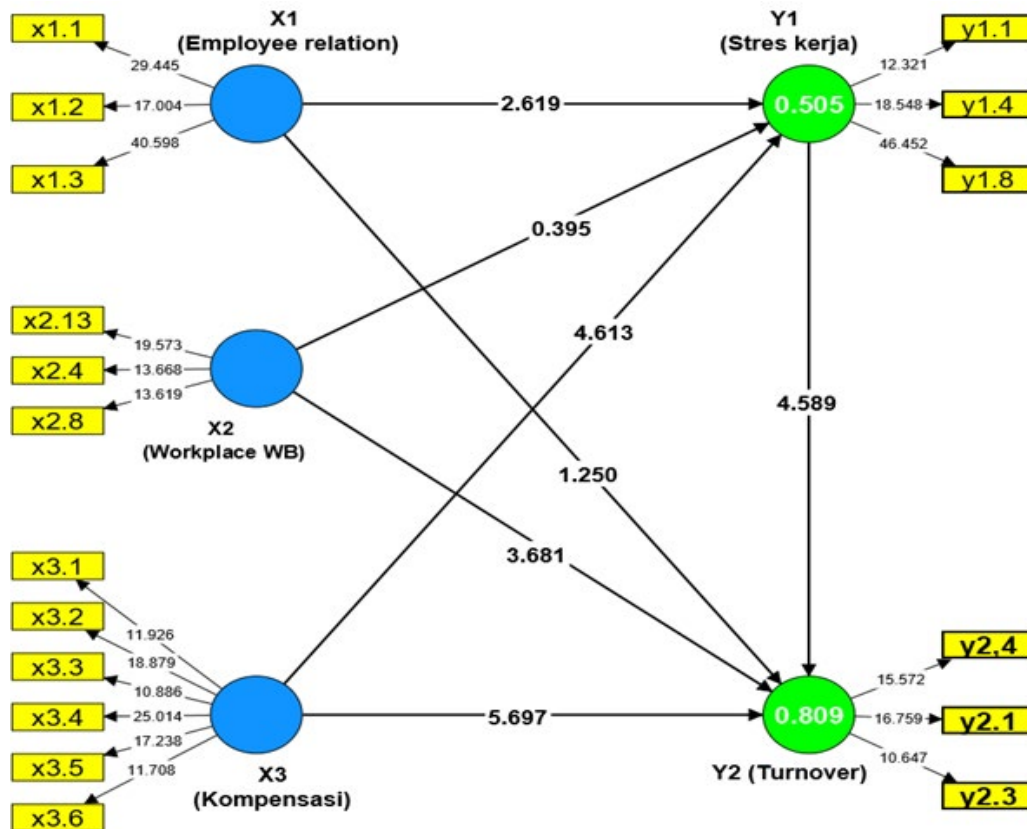 X1
(Employee relation)
Y1
(Stres kerja)
x1.1
x1.2
x1.3
29.445
17.004
40.598
2.619
0.505
12.321
18.548
46.452
y1.1
y1.4
y1.8
0.395
x2.13
x2.4
x2.8
19.573
13.668
13.619
X2
(Workplace WB)
4.613
4.589
1.250
3.681
x3.1
x3.2
x3.3
x3.4
x3.5
x3.6
11.926
18.879
10.886
25.014
17.238
11.708
5.697
X3
(Kompensasi)
0.809
Y2 (Turnover)
15.572
16.759
10.647
y2,4
y2.1
y2.3